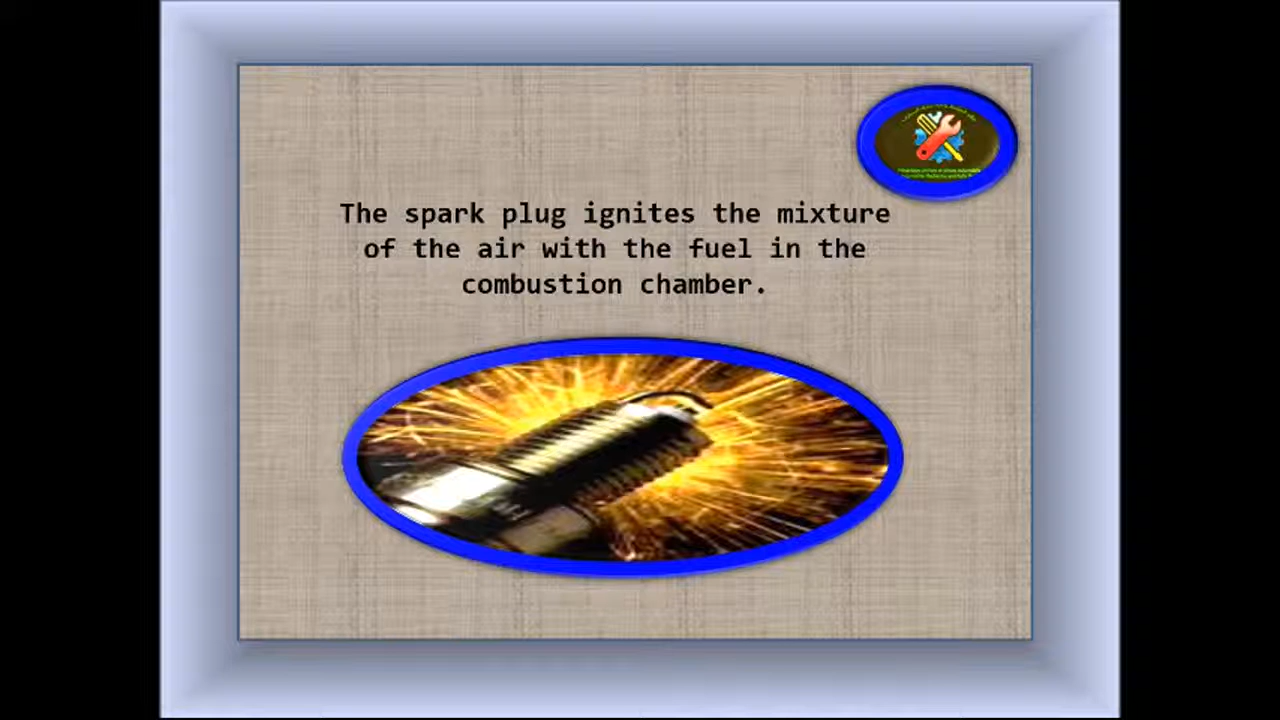 The spark plug ignites the mixture
of the air with the fuel in the
combustion chamber.